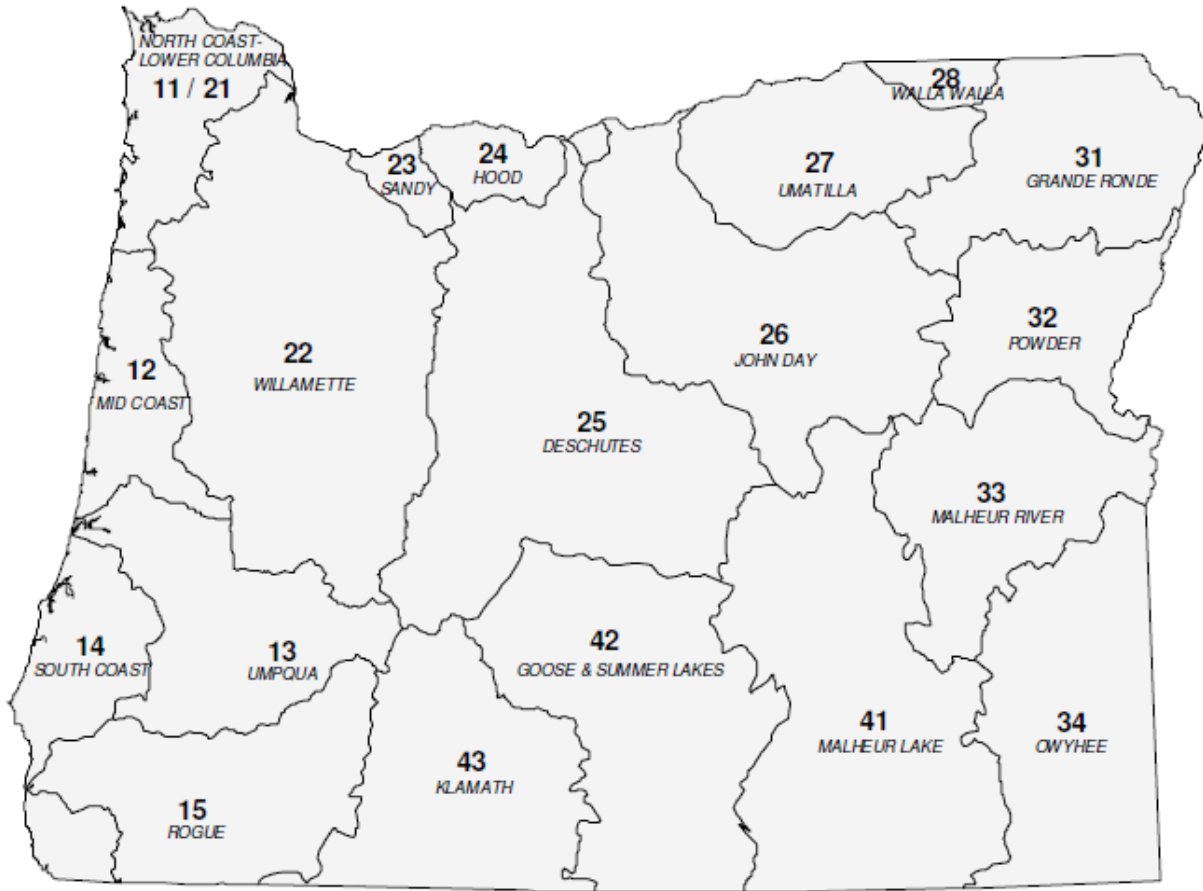 NORTH COAST-
LOWER COLUMBIA
11 / 21
28
WALLA WALLA
23
SANDY
24
HOOD
27
UMATILLA
31
GRANDE RONDE
12
MID COAST
22
WILLAMETTE
26
JOHN DAY
32
POWDER
25
DESCHUTES
33
MALHEUR RIVER
14
SOUTH COAST
13
UMPQUA
42
GOOSE & SUMMER LAKES
41
MALHEUR LAKE
34
OWYHEE
43
KLAMATH
15
ROGUE